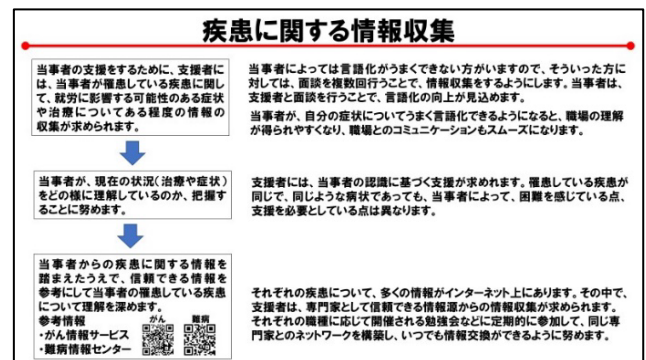 疾患に関する情報収集
当事者の支援をするために、支援者に
は、当事者が罹患している疾患に関し
て、就労に影響する可能性のある症状
や治療についてある程度の情報の
収集が求められます。
当事者によっては言語化がうまくできない方がいますので、そういった方に
対しては、面談を複数回行うことで、情報収集をするようにします。当事者は、
支援者と面談を行うことで、言語化の向上が見込めます。
当事者が、自分の症状についてうまく言語化できるようになると、職場の理解
が得られやすくなり、職場とのコミュニケーションもスムーズになります。
当事者が、現在の状況(治療や症状)
をどの様に理解しているのか、把握す
ることに努めます。
支援者には、当事者の認識に基づく支援が求めれます。罹患している疾患が
同じで、同じような病状であっても、当事者によって、困難を感じている点、
支援を必要としている点は異なります。
当事者からの疾患に関する情報を
踏まえたうえで、信頼できる情報を
参考にして当事者の罹患している疾患
について理解を深めます。
参考情報
・がん情報サービス
・難病情報センター
がん 難病
それぞれの疾患について、多くの情報がインターネット上にあります。その中で、
支援者は、専門家として信頼できる情報源からの情報収集が求められます。
それぞれの職種に応じて開催される勉強会などに定期的に参加して、同じ専
門家とのネットワークを構築し、いつでも情報交換ができるように努めます。